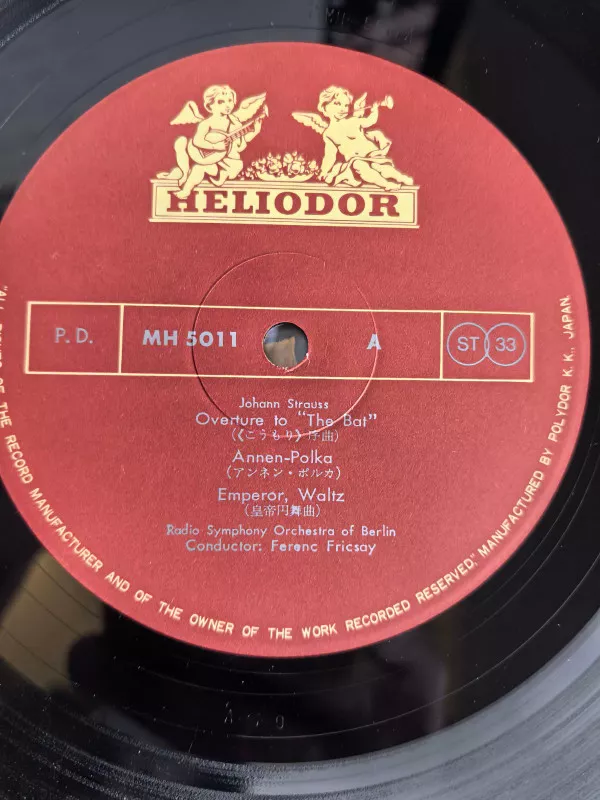 HELIODOR
P.D.
MH 5011
A
ST 33
Johann Strauss
Overture to "The Bat"
(《こうもり》序曲)
Annen-Polka
(アンネン・ポルカ)
Emperor, Waltz
(皇帝円舞曲)
Radio Symphony Orchestra of Berlin
Conductor: Ferenc Fricsay
OF THE RECORD MANUFACTURER AND OF THE OWNER OF THE WORK RECORDED RESERVED." MANUFACTURED BY POLYDOR K.K., JAPAN.